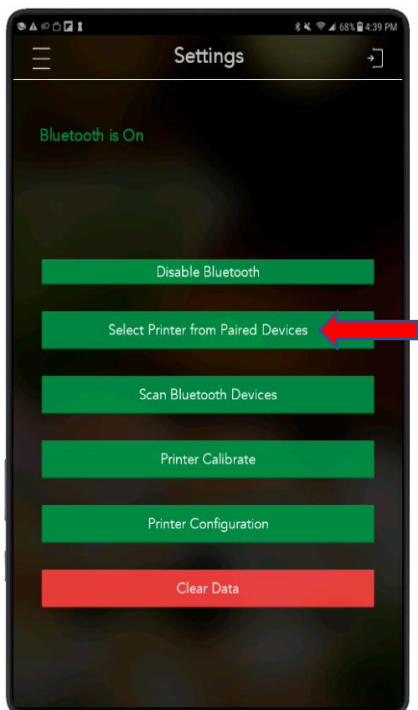 68% 4:39 PM
Settings
Bluetooth is On
Disable Bluetooth
Select Printer from Paired Devices
Scan Bluetooth Devices
Printer Calibrate
Printer Configuration
Clear Data